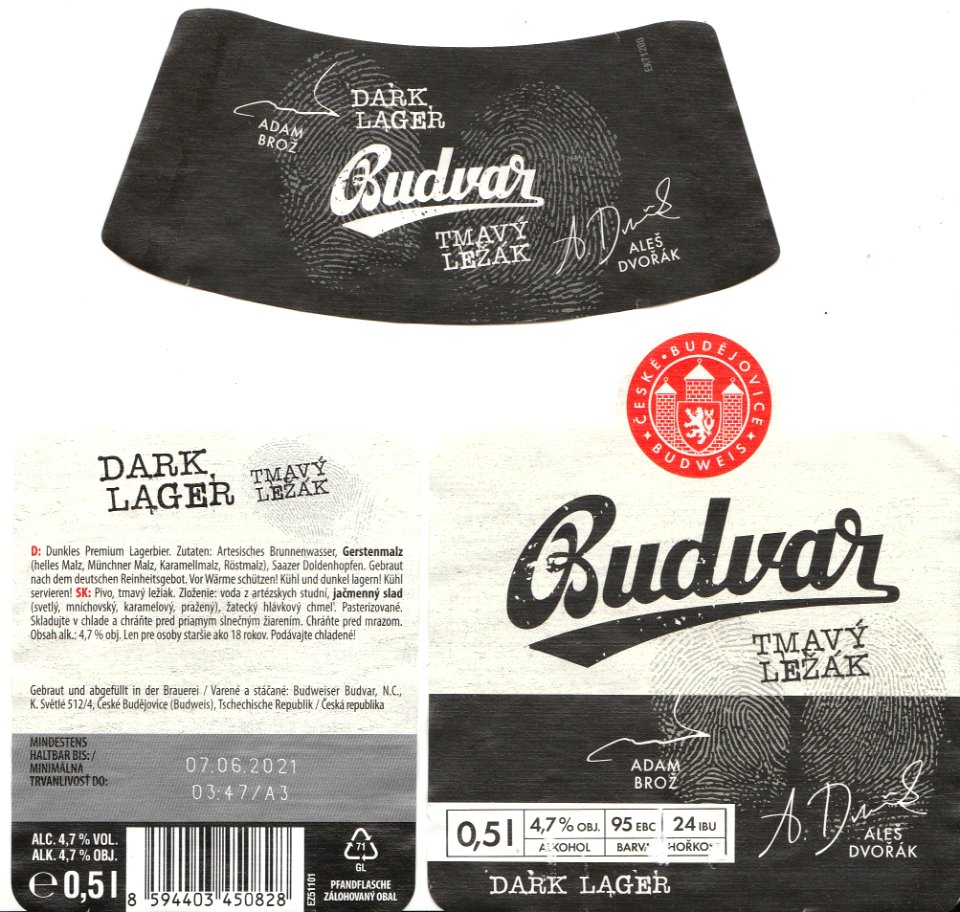 EK71200
DARK
LAGER
ADAM
BROŽ
Budvar
TMAVÝ
LEŽÁK
ALEŠ
DVOŘÁK
ČESKÉ • BUDĚJOVICE
BUDWEIS
DARK
LAGER
TMAVÝ
LEŽÁK
D: Dunkles Premium Lagerbier. Zutaten: Artesisches Brunnenwasser, Gerstenmalz
(helles Malz, Münchner Malz, Karamellmalz, Röstmalz), Saazer Doldenhopfen. Gebraut
nach dem deutschen Reinheitsgebot. Vor Wärme schützen! Kühl und dunkel lagern! Kühl
servieren! SK: Pivo, tmavý ležiak. Zloženie: voda z artézskych studní, jačmenný slad
(svetlý, mníchovský, karamelový, pražený), žatecký hlávkový chmeľ. Pasterizované.
Skladujte v chlade a chráňte pred priamym slnečným žiarením. Chráňte pred mrazom.
Obsah alk.: 4,7 % obj. Len pre osoby staršie ako 18 rokov. Podávajte chladené!
Gebraut und abgefüllt in der Brauerei / Varené a stáčané: Budweiser Budvar, N.C.,
K. Světlé 512/4, České Budějovice (Budweis), Tschechische Republik / Česká republika
MINDESTENS
HALTBAR BIS: /
MINIMÁLNA
TRVANLIVOSŤ DO:
07.06.2021
03:47/A3
ALC. 4,7 % VOL.
ALK. 4,7 % OBJ.
℮ 0,5 l
8 594403 450828
EZ51101
71
GL
PFANDFLASCHE
ZÁLOHOVANÝ OBAL
Budvar
TMAVÝ
LEŽÁK
ADAM
BROŽ
0,5 l
4,7 % OBJ.
ALKOHOL
95 EBC
BARVA
24 IBU
HOŘKOST
ALEŠ
DVOŘÁK
DARK LAGER